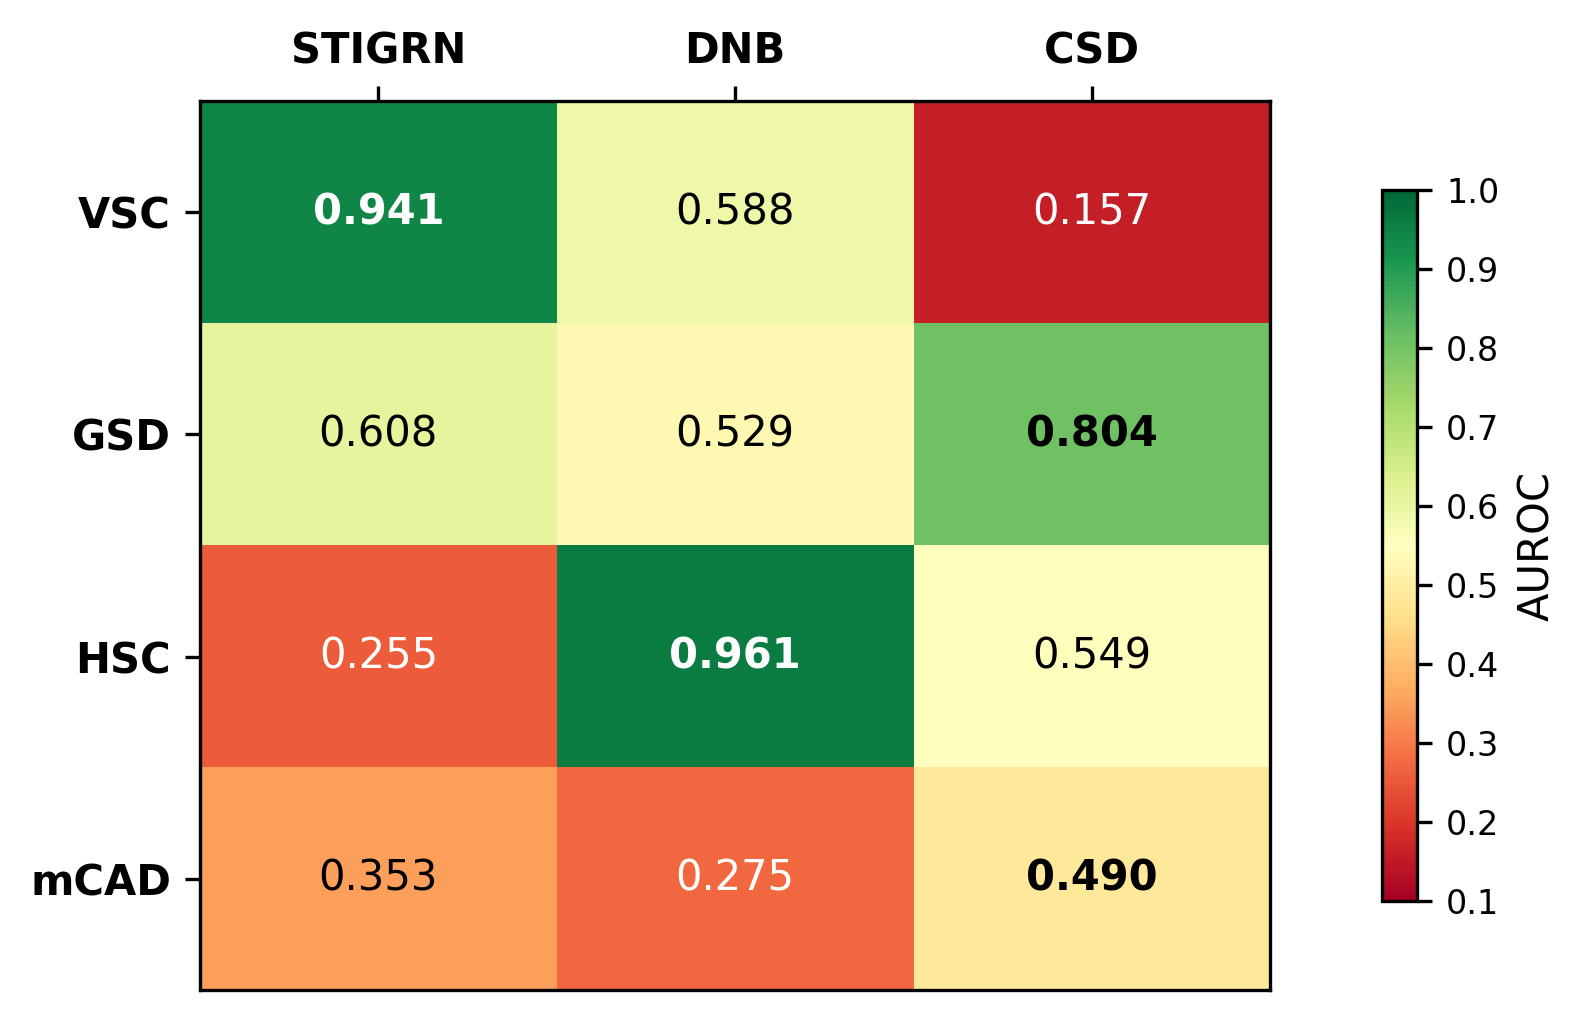 STIGRN DNB CSD
VSC 0.941 0.588 0.157
GSD 0.608 0.529 0.804
HSC 0.255 0.961 0.549
mCAD 0.353 0.275 0.490
1.0
0.9
0.8
0.7
0.6
0.5
0.4
0.3
0.2
0.1
AUROC